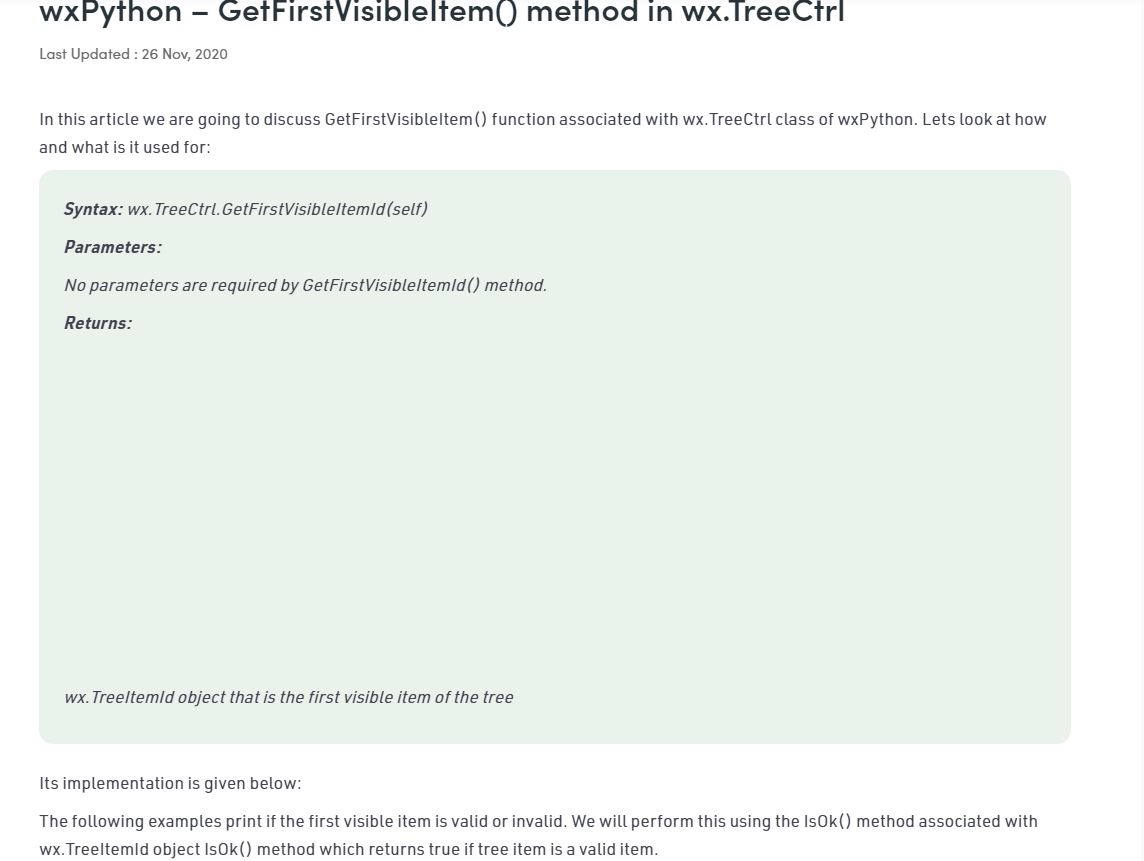 wxPython – GetFirstVisibleItem() method in wx.TreeCtrl
Last Updated : 26 Nov, 2020
In this article we are going to discuss GetFirstVisibleItem() function associated with wx.TreeCtrl class of wxPython. Lets look at how
and what is it used for:
Syntax: wx.TreeCtrl.GetFirstVisibleItemId(self)
Parameters:
No parameters are required by GetFirstVisibleItemId() method.
Returns:
wx.TreeItemId object that is the first visible item of the tree
Its implementation is given below:
The following examples print if the first visible item is valid or invalid. We will perform this using the IsOk() method associated with
wx.TreeItemId object IsOk() method which returns true if tree item is a valid item.